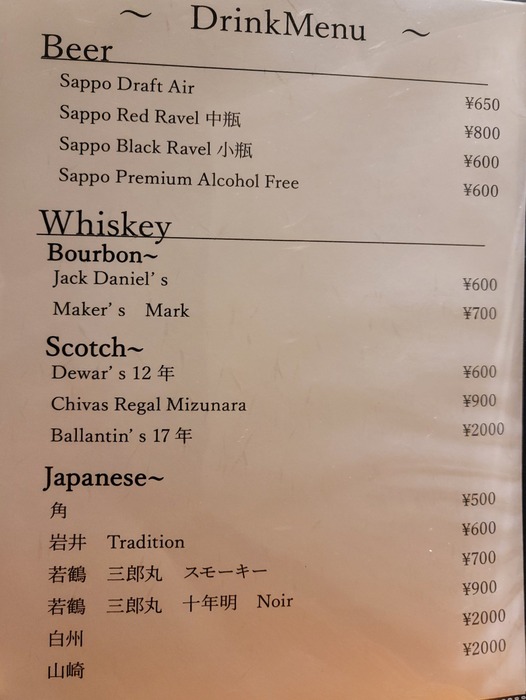 ～ DrinkMenu ～
Beer
Sappo Draft Air ¥650
Sappo Red Ravel 中瓶 ¥800
Sappo Black Ravel 小瓶 ¥600
Sappo Premium Alcohol Free ¥600
Whiskey
Bourbon~
Jack Daniel’s ¥600
Maker’s Mark ¥700
Scotch~
Dewar’s 12 年 ¥600
Chivas Regal Mizunara ¥900
Ballantin’s 17 年 ¥2000
Japanese~
角 ¥500
岩井 Tradition ¥600
若鶴 三郎丸 スモーキー ¥700
若鶴 三郎丸 十年明 Noir ¥900
白州 ¥2000
山崎 ¥2000